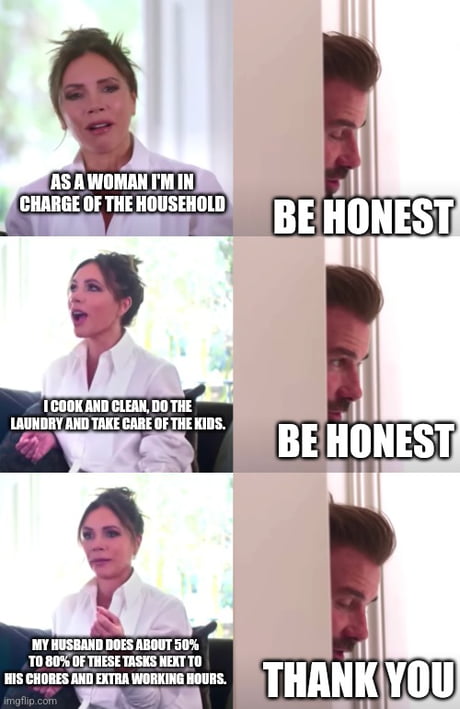 AS A WOMAN I'M IN
CHARGE OF THE HOUSEHOLD
BE HONEST
I COOK AND CLEAN, DO THE
LAUNDRY AND TAKE CARE OF THE KIDS.
BE HONEST
MY HUSBAND DOES ABOUT 50%
TO 80% OF THESE TASKS NEXT TO
HIS CHORES AND EXTRA WORKING HOURS.
THANK YOU
imgflip.com